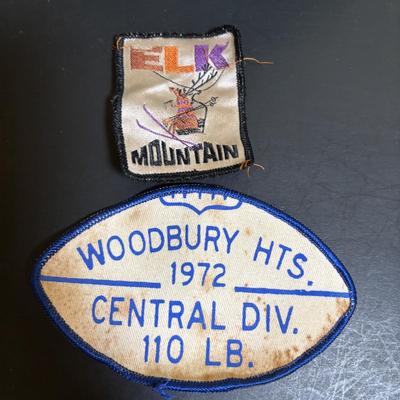 ELK
MOUNTAIN
WOODBURY HTS.
1972
CENTRAL DIV.
110 LB.